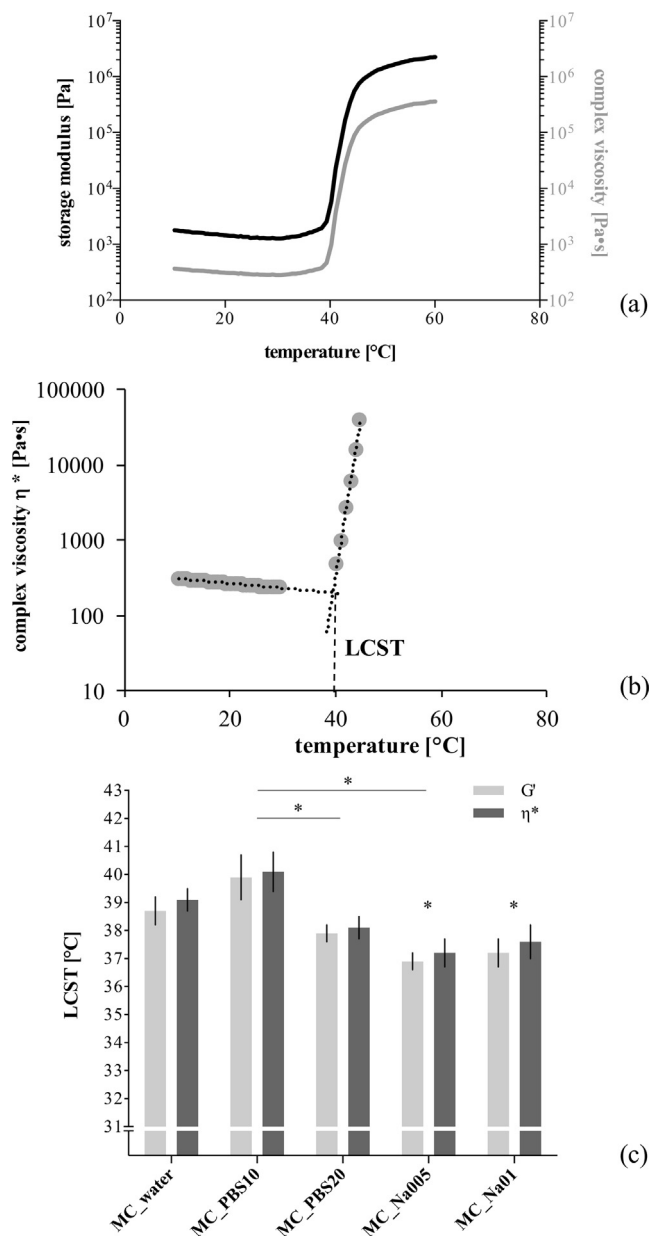 10⁷
10⁶
10⁵
10⁴
10³
10²
storage modulus [Pa]
10⁷
10⁶
10⁵
10⁴
10³
10²
complex viscosity [Pa•s]
0 20 40 60 80
temperature [°C]
(a)
100000
10000
1000
100
10
complex viscosity η * [Pa•s]
LCST
0 20 40 60 80
temperature [°C]
(b)
43
42
41
40
39
38
37
36
35
34
33
32
31
LCST [°C]
*
*
*
*
G'
η*
MC_water
MC_PBS10
MC_PBS20
MC_Na005
MC_Na01
(c)